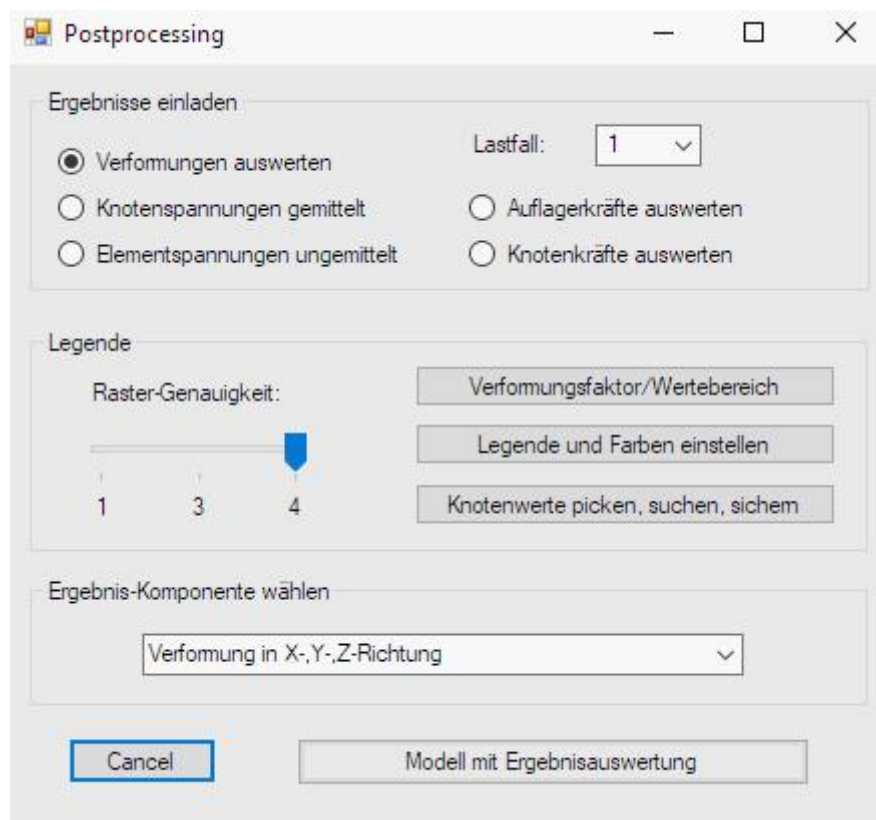 Postprocessing
Ergebnisse einladen
Verformungen auswerten
Lastfall: 1
Knotenspannungen gemittelt
Auflagerkräfte auswerten
Elementspannungen ungemittelt
Knotenkräfte auswerten
Legende
Raster-Genauigkeit:
1 3 4
Verformungsfaktor/Wertebereich
Legende und Farben einstellen
Knotenwerte picken, suchen, sichern
Ergebnis-Komponente wählen
Verformung in X-,Y-,Z-Richtung
Cancel
Modell mit Ergebnisauswertung